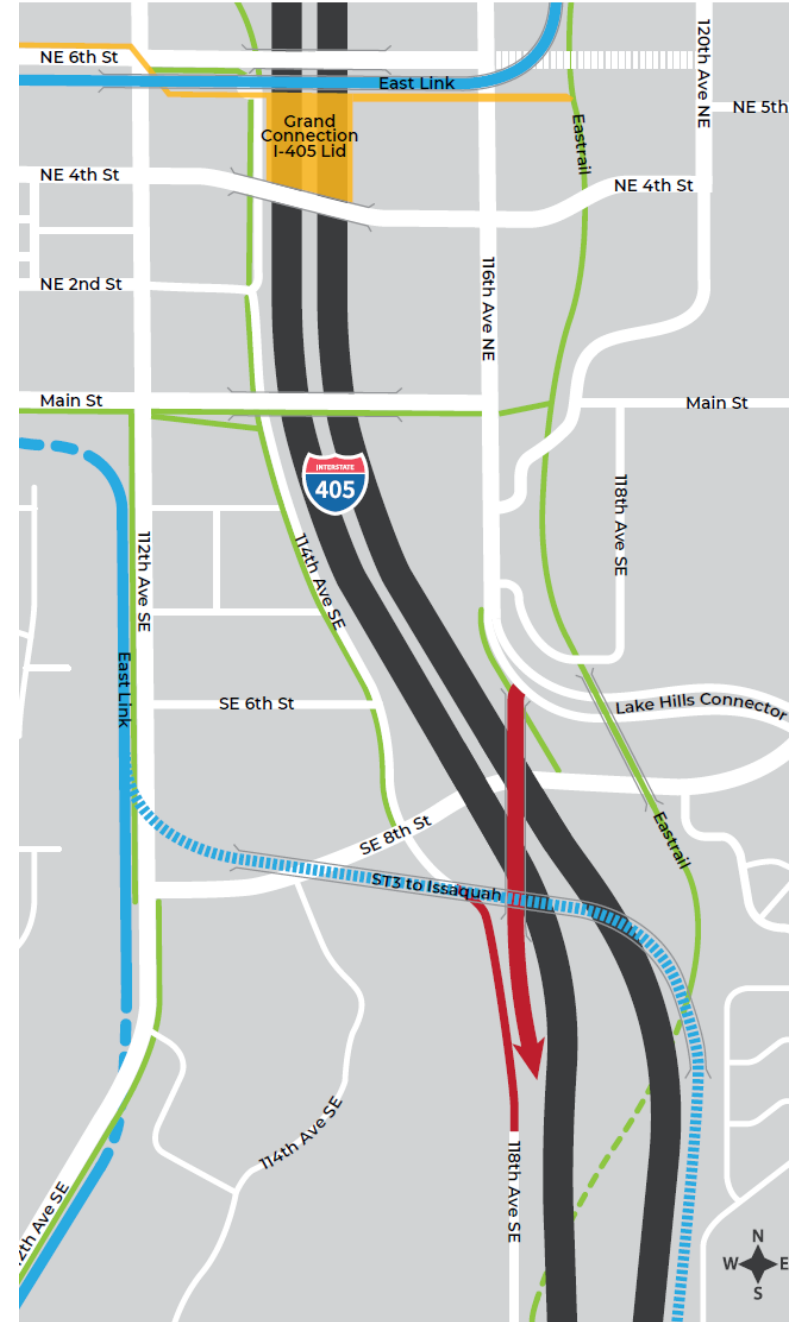 120th Ave NE
NE 6th St
East Link
NE 5th
Grand
Connection
I-405 Lid
Eastrail
NE 4th St
NE 4th St
116th Ave NE
NE 2nd St
Main St
Main St
INTERSTATE
405
118th Ave SE
112th Ave SE
114th Ave SE
East Link
SE 6th St
Lake Hills Connector
SE 8th St
Eastrail
ST3 to Issaquah
114th Ave SE
118th Ave SE
2th Ave SE
N
W
E
S